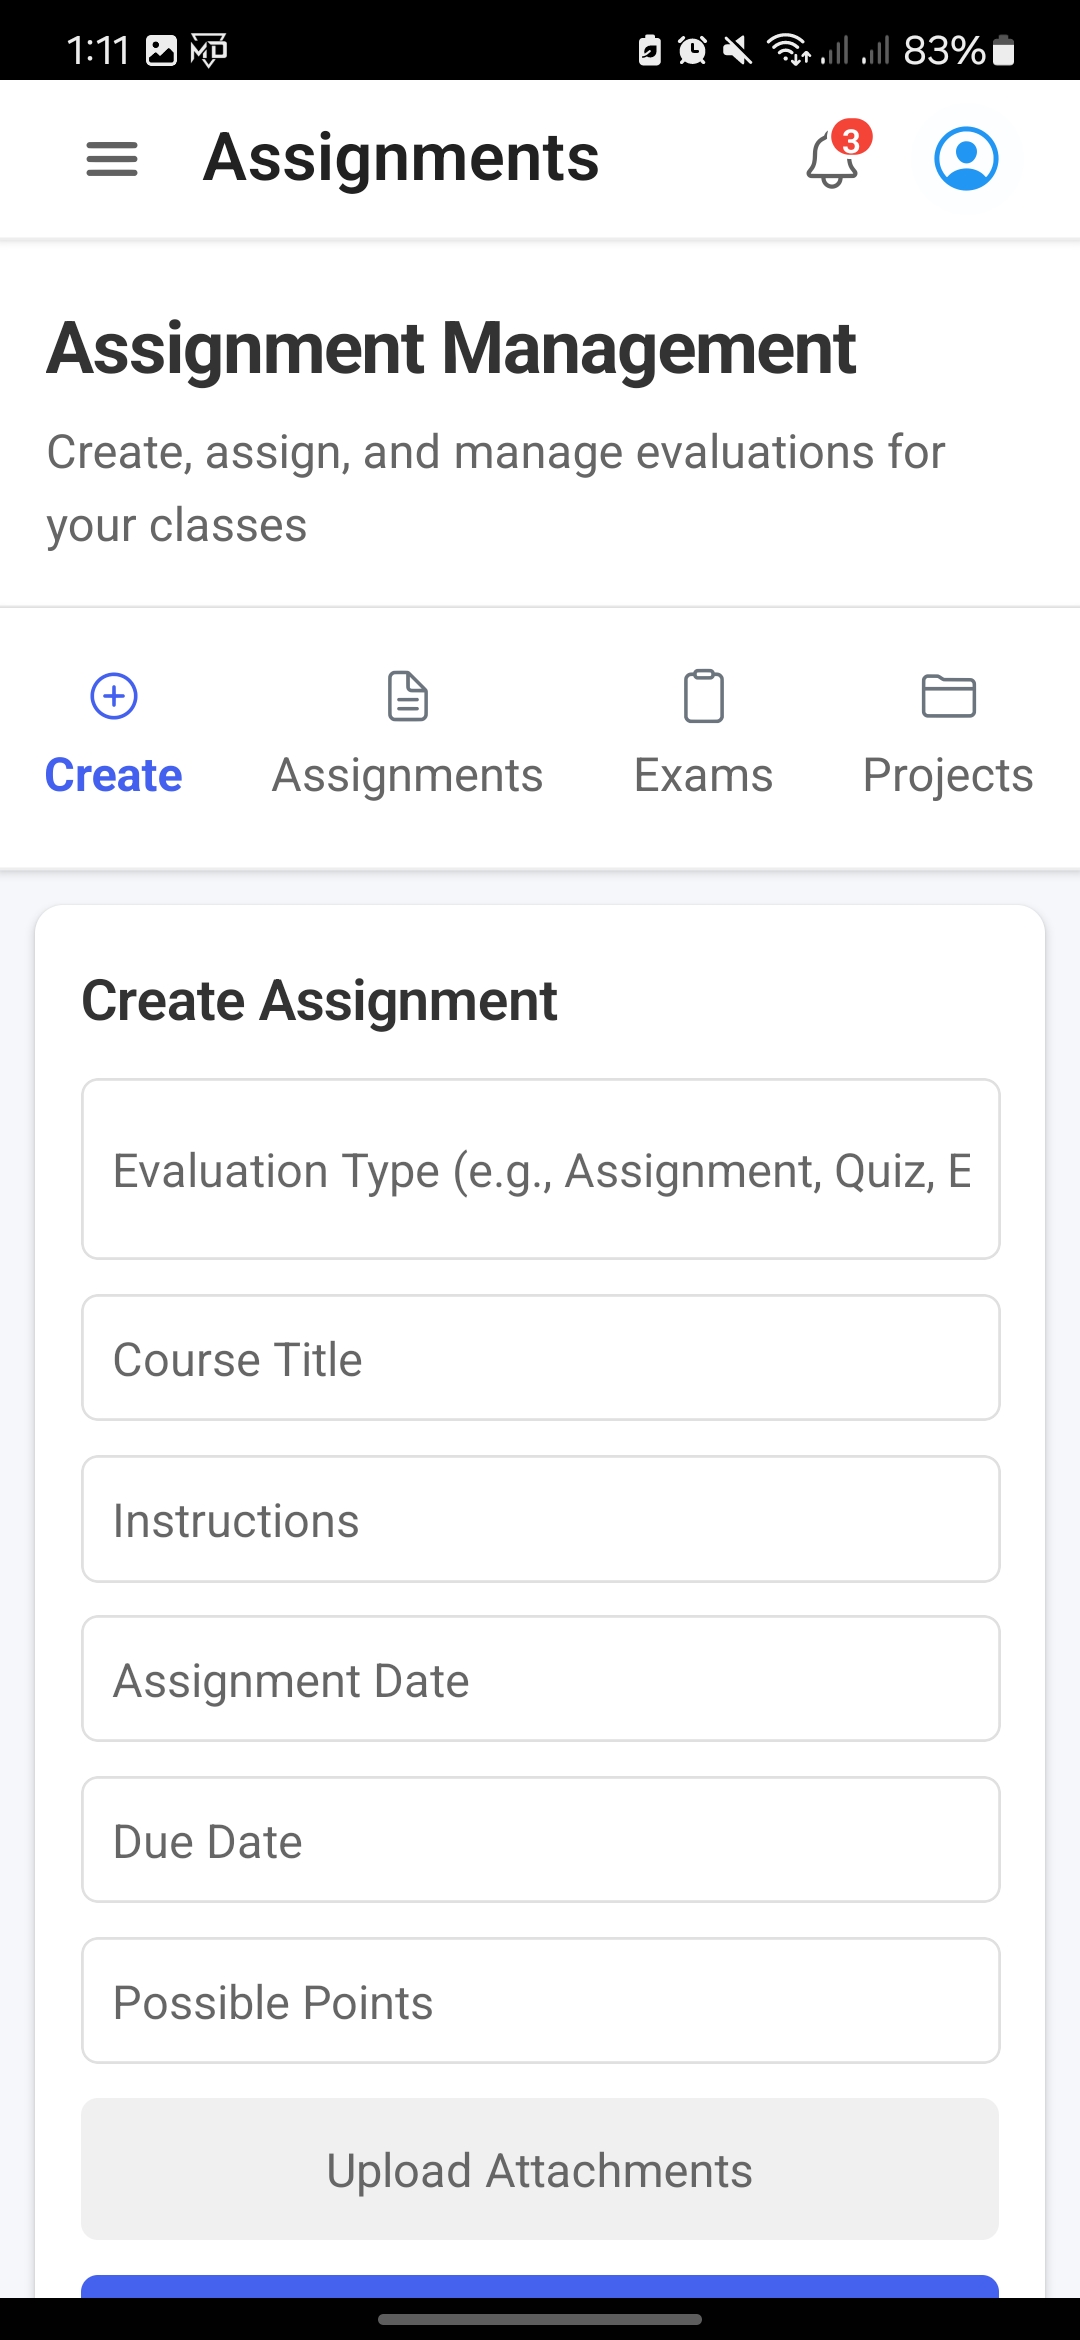 1:11
83%
Assignments
3
Assignment Management
Create, assign, and manage evaluations for
your classes
Create
Assignments
Exams
Projects
Create Assignment
Evaluation Type (e.g., Assignment, Quiz, E
Course Title
Instructions
Assignment Date
Due Date
Possible Points
Upload Attachments